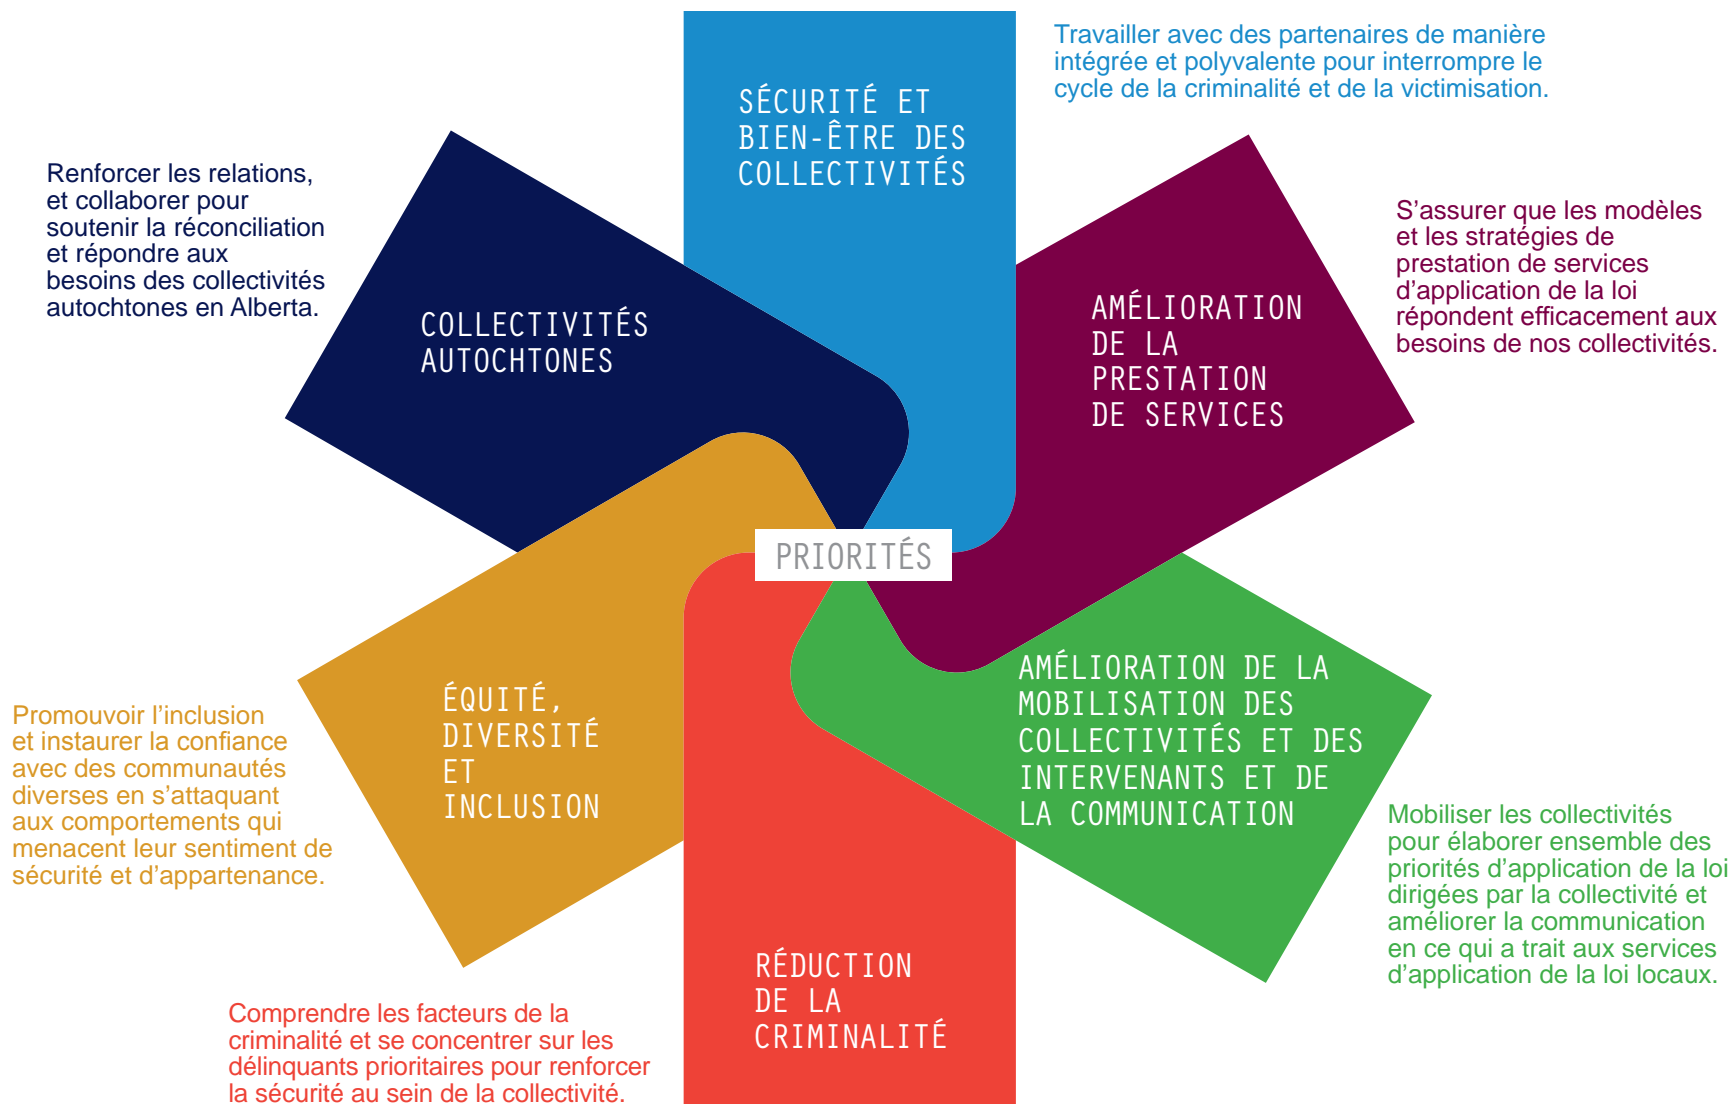 Travailler avec des partenaires de manière
intégrée et polyvalente pour interrompre le
cycle de la criminalité et de la victimisation.
SÉCURITÉ ET
BIEN-ÊTRE DES
COLLECTIVITÉS
Renforcer les relations,
et collaborer pour
soutenir la réconciliation
et répondre aux
besoins des collectivités
autochtones en Alberta.
COLLECTIVITÉS
AUTOCHTONES
AMÉLIORATION
DE LA
PRESTATION
DE SERVICES
S’assurer que les modèles
et les stratégies de
prestation de services
d’application de la loi
répondent efficacement aux
besoins de nos collectivités.
PRIORITÉS
ÉQUITÉ,
DIVERSITÉ
ET
INCLUSION
Promouvoir l’inclusion
et instaurer la confiance
avec des communautés
diverses en s’attaquant
aux comportements qui
menacent leur sentiment de
sécurité et d’appartenance.
AMÉLIORATION DE LA
MOBILISATION DES
COLLECTIVITÉS ET DES
INTERVENANTS ET DE
LA COMMUNICATION
Mobiliser les collectivités
pour élaborer ensemble des
priorités d’application de la loi
dirigées par la collectivité et
améliorer la communication
en ce qui a trait aux services
d’application de la loi locaux.
RÉDUCTION
DE LA
CRIMINALITÉ
Comprendre les facteurs de la
criminalité et se concentrer sur les
délinquants prioritaires pour renforcer
la sécurité au sein de la collectivité.